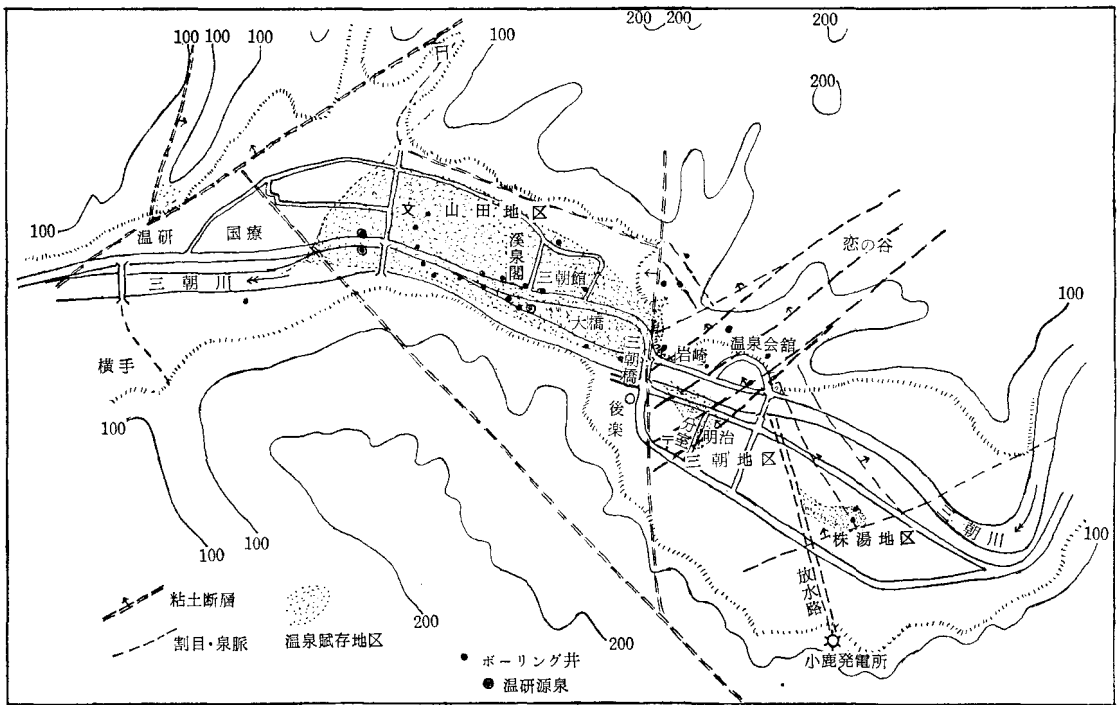 200 200 200
100 100 100 100
200
100
温研
国療
文山田地区
渓泉閣
三朝館
恋の谷
三朝川
大橋
100
横手
三朝橋
岩崎
温泉会館
後楽
分室
明治
三朝地区
100
100
100
三朝川
株湯地区
100
放水路
200
200
小鹿発電所
粘土断層
割目・泉脈
温泉賦存地区
ボーリング井
温研源泉